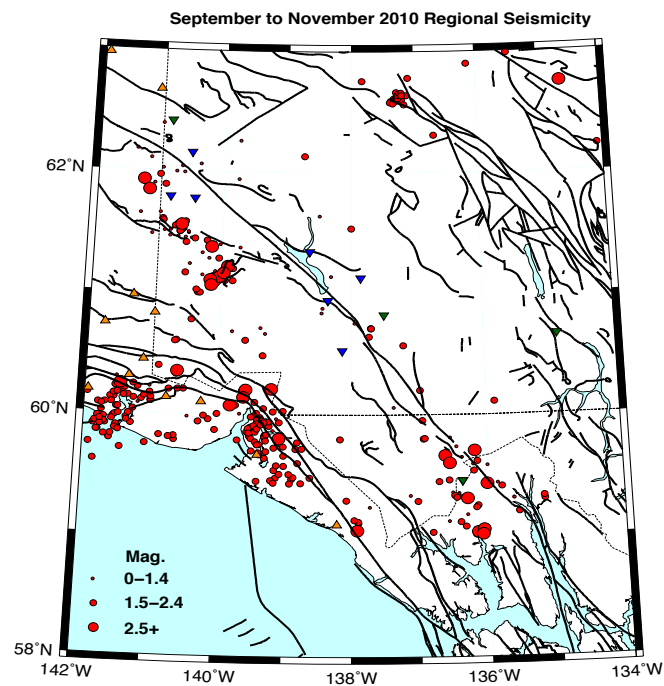 September to November 2010 Regional Seismicity
62°N
60°N
58°N
Mag.
0–1.4
1.5–2.4
2.5+
142°W
140°W
138°W
136°W
134°W